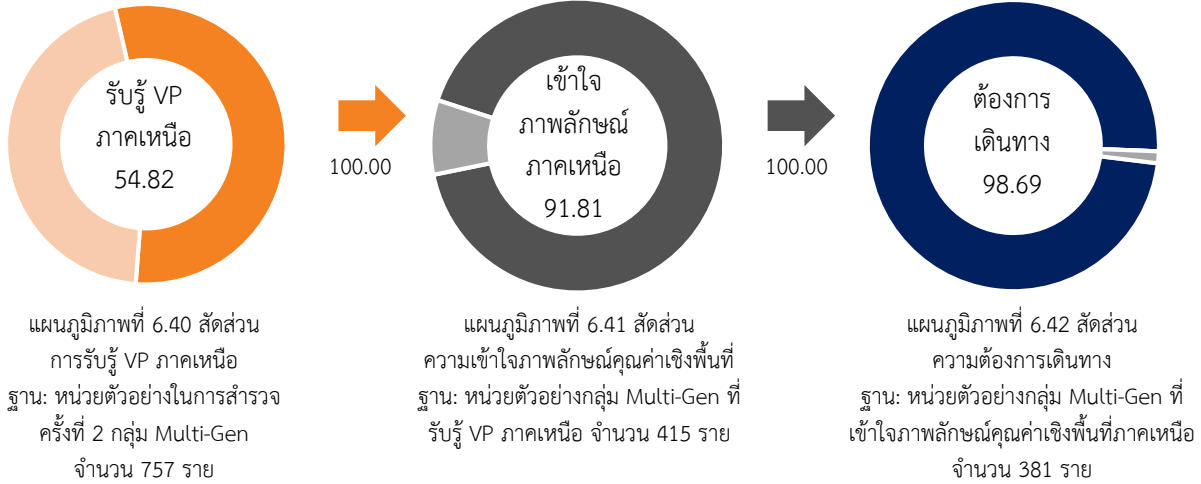 รับรู้ VP
ภาคเหนือ
54.82
100.00
เข้าใจ
ภาพลักษณ์
ภาคเหนือ
91.81
100.00
ต้องการ
เดินทาง
98.69
แผนภูมิภาพที่ 6.40 สัดส่วน
การรับรู้ VP ภาคเหนือ
ฐาน: หน่วยตัวอย่างในการสำรวจ
ครั้งที่ 2 กลุ่ม Multi-Gen
จำนวน 757 ราย
แผนภูมิภาพที่ 6.41 สัดส่วน
ความเข้าใจภาพลักษณ์คุณค่าเชิงพื้นที่
ฐาน: หน่วยตัวอย่างกลุ่ม Multi-Gen ที่
รับรู้ VP ภาคเหนือ จำนวน 415 ราย
แผนภูมิภาพที่ 6.42 สัดส่วน
ความต้องการเดินทาง
ฐาน: หน่วยตัวอย่างกลุ่ม Multi-Gen ที่
เข้าใจภาพลักษณ์คุณค่าเชิงพื้นที่ภาคเหนือ
จำนวน 381 ราย